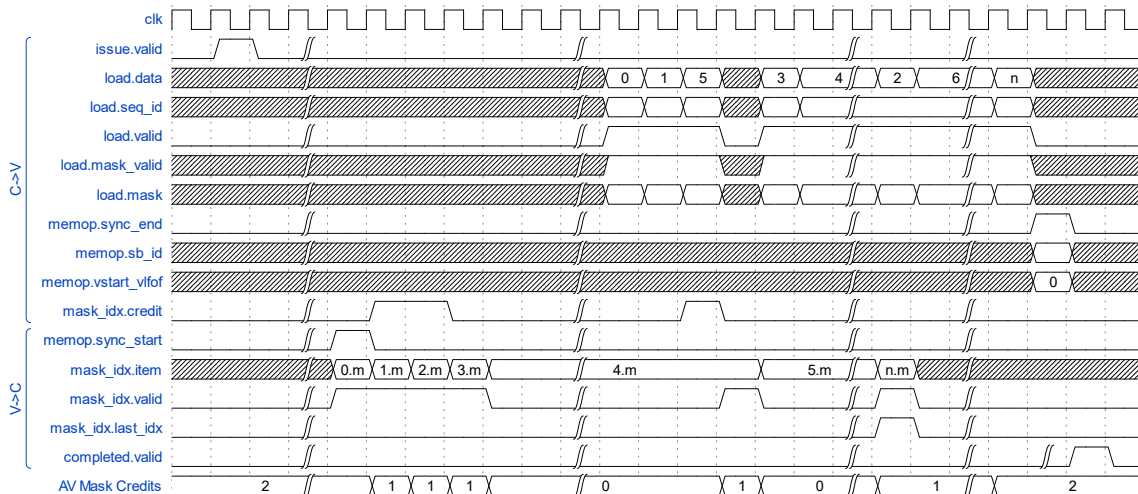 clk
issue.valid
load.data 0 1 5 3 4 2 6 n
load.seq_id
load.valid
load.mask_valid
load.mask
memop.sync_end
memop.sb_id
memop.vstart_vlfof 0
mask_idx.credit
C->V
memop.sync_start
mask_idx.item 0.m 1.m 2.m 3.m 4.m 5.m n.m
mask_idx.valid
mask_idx.last_idx
completed.valid
V->C
AV Mask Credits 2 1 1 1 0 1 0 1 2